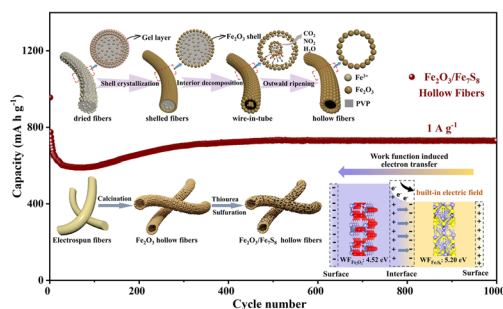 Gel layer
Fe₂O₃ shell
CO₂
NO₂
H₂O
Fe³⁺
Fe₂O₃
PVP
Shell crystalization
Interior decomposition
Ostwald ripening
dried fibers
shelled fibers
wire-in-tube
hollow fibers
Fe₂O₃/Fe₇S₈
Hollow Fibers
1 A g⁻¹
Work function induced
electron transfer
e⁻
e⁻
e⁻
built-in electric field
Calcination
Thiourea
Sulfuration
Electrospun fibers
Fe₂O₃ hollow fibers
Fe₂O₃/Fe₇S₈ hollow fibers
4.52 eV
5.20 eV
Surface
Interface
Surface
Capacity (mA h g⁻¹)
1200
800
400
0
0
200
400
600
800
1000
Cycle number